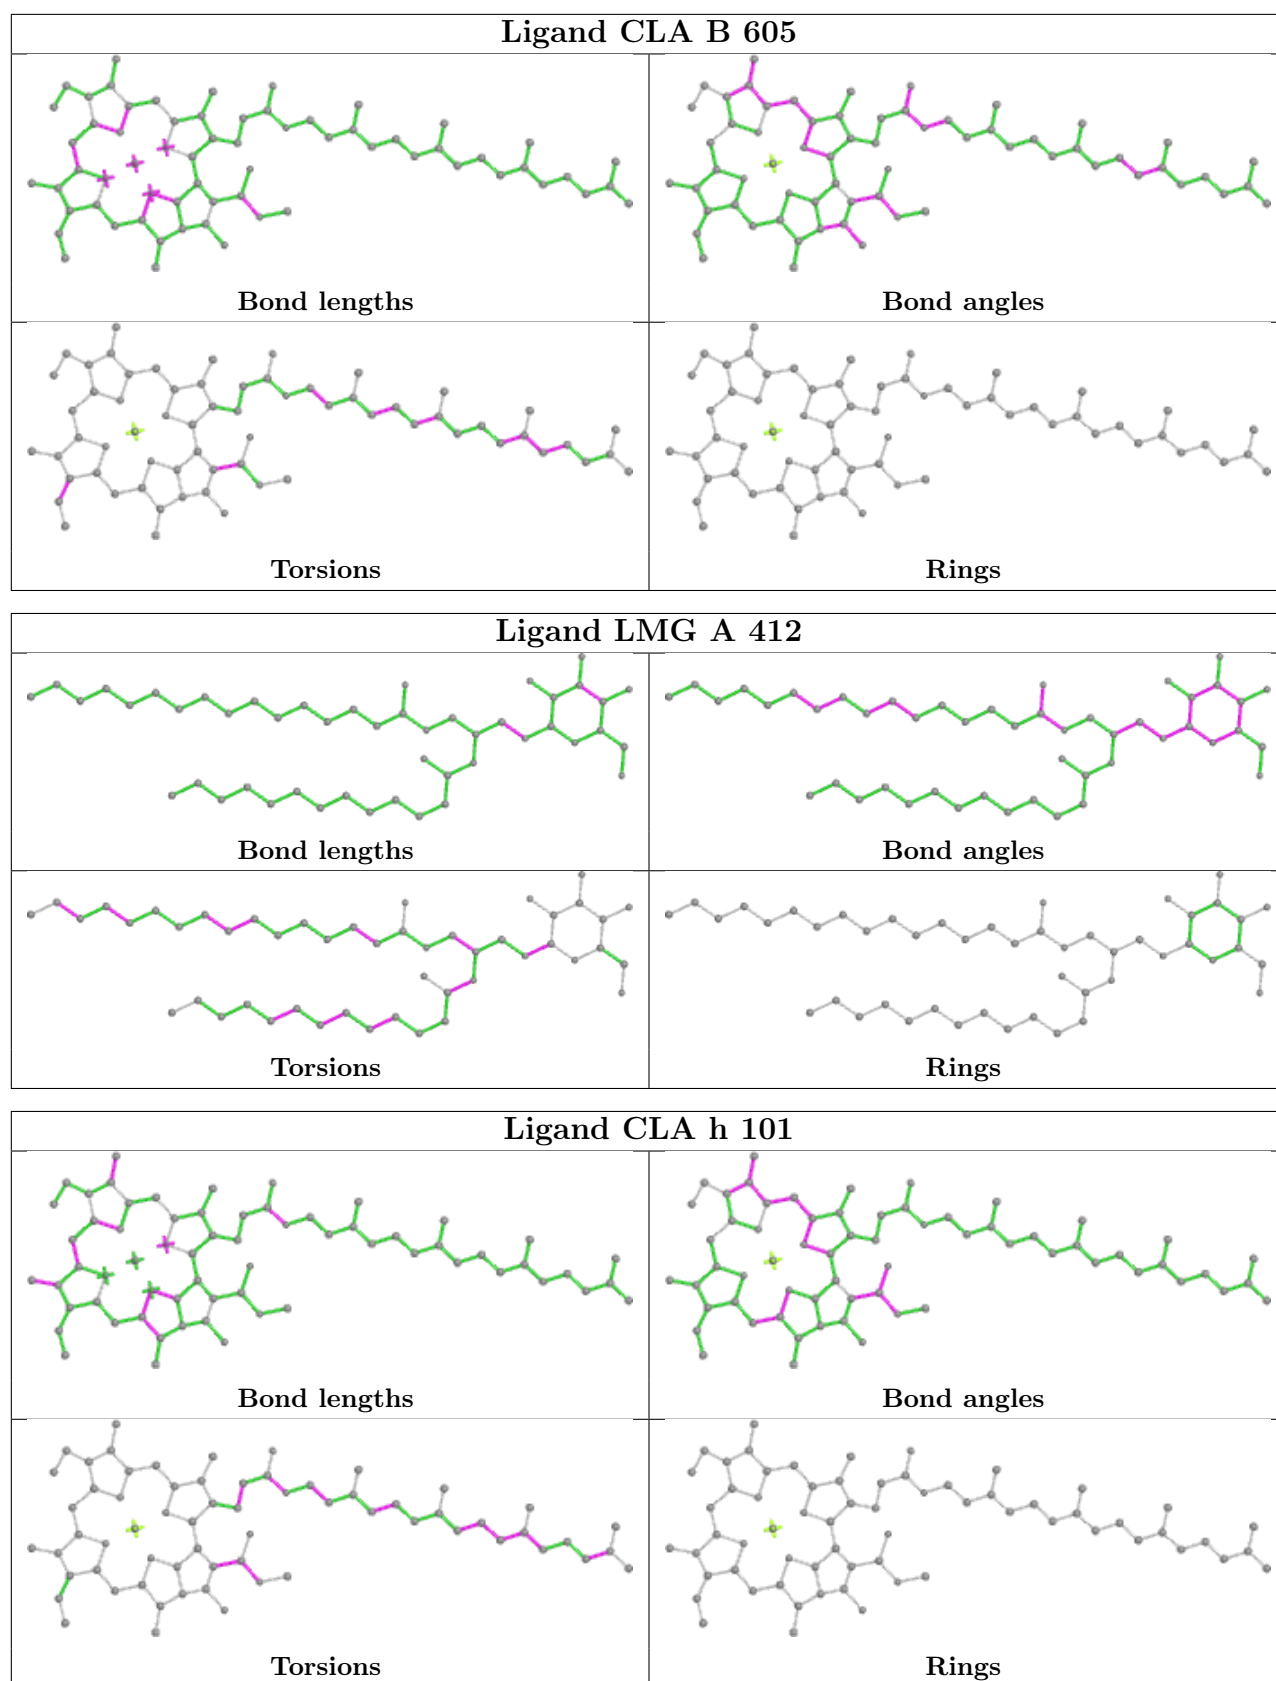 Ligand CLA B 605
Bond lengths
Bond angles
Torsions
Rings
Ligand LMG A 412
Bond lengths
Bond angles
Torsions
Rings
Ligand CLA h 101
Bond lengths
Bond angles
Torsions
Rings